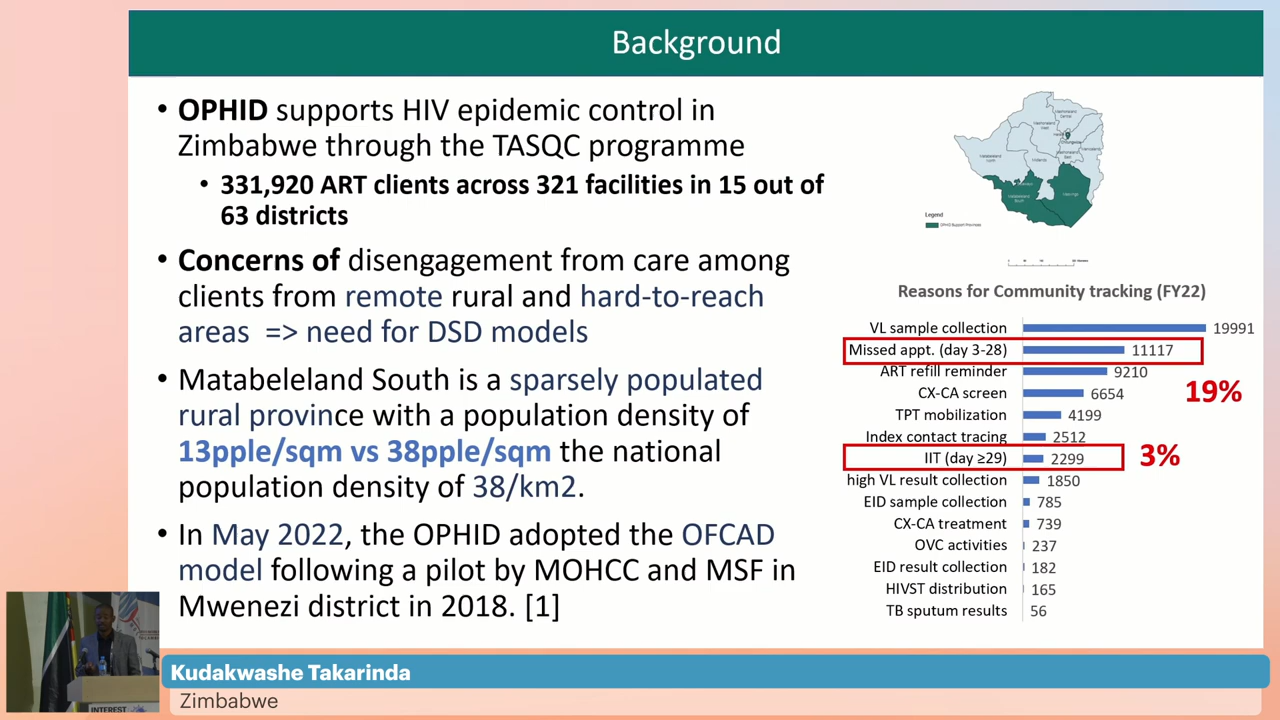 Background
• OPHID supports HIV epidemic control in
Zimbabwe through the TASQC programme
• 331,920 ART clients across 321 facilities in 15 out of
63 districts
• Concerns of disengagement from care among
clients from remote rural and hard-to-reach
areas => need for DSD models
• Matabeleland South is a sparsely populated
rural province with a population density of
13pple/sqm vs 38pple/sqm the national
population density of 38/km2.
• In May 2022, the OPHID adopted the OFCAD
model following a pilot by MOHCC and MSF in
Mwenezi district in 2018. [1]
Legend
Reasons for Community tracking (FY22)
VL sample collection 19991
Missed appt. (day 3-28) 11117
ART refill reminder 9210
19%
CX-CA screen 6654
TPT mobilization 4199
Index contact tracing 2512
IIT (day ≥29) 2299
3%
high VL result collection 1850
EID sample collection 785
CX-CA treatment 739
OVC activities 237
EID result collection 182
HIVST distribution 165
TB sputum results 56
INTEREST
Kudakwashe Takarinda
Zimbabwe